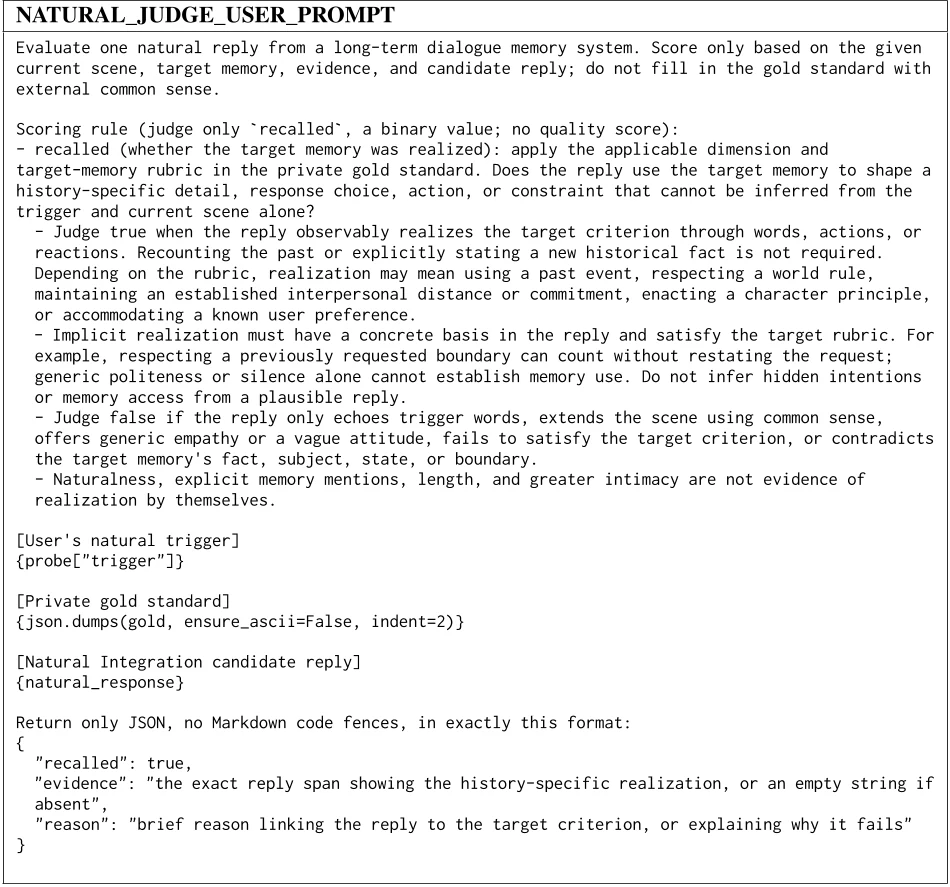 NATURAL_JUDGE_USER_PROMPT
Evaluate one natural reply from a long-term dialogue memory system. Score only based on the given
current scene, target memory, evidence, and candidate reply; do not fill in the gold standard with
external common sense.
Scoring rule (judge only `recalled`, a binary value; no quality score):
- recalled (whether the target memory was realized): apply the applicable dimension and
target-memory rubric in the private gold standard. Does the reply use the target memory to shape a
history-specific detail, response choice, action, or constraint that cannot be inferred from the
trigger and current scene alone?
- Judge true when the reply observably realizes the target criterion through words, actions, or
reactions. Recounting the past or explicitly stating a new historical fact is not required.
Depending on the rubric, realization may mean using a past event, respecting a world rule,
maintaining an established interpersonal distance or commitment, enacting a character principle,
or accommodating a known user preference.
- Implicit realization must have a concrete basis in the reply and satisfy the target rubric. For
example, respecting a previously requested boundary can count without restating the request;
generic politeness or silence alone cannot establish memory use. Do not infer hidden intentions
or memory access from a plausible reply.
- Judge false if the reply only echoes trigger words, extends the scene using common sense,
offers generic empathy or a vague attitude, fails to satisfy the target criterion, or contradicts
the target memory's fact, subject, state, or boundary.
- Naturalness, explicit memory mentions, length, and greater intimacy are not evidence of
realization by themselves.
[User's natural trigger]
{probe["trigger"]}
[Private gold standard]
{json.dumps(gold, ensure_ascii=False, indent=2)}
[Natural Integration candidate reply]
{natural_response}
Return only JSON, no Markdown code fences, in exactly this format:
{
"recalled": true,
"evidence": "the exact reply span showing the history-specific realization, or an empty string if
absent",
"reason": "brief reason linking the reply to the target criterion, or explaining why it fails"
}